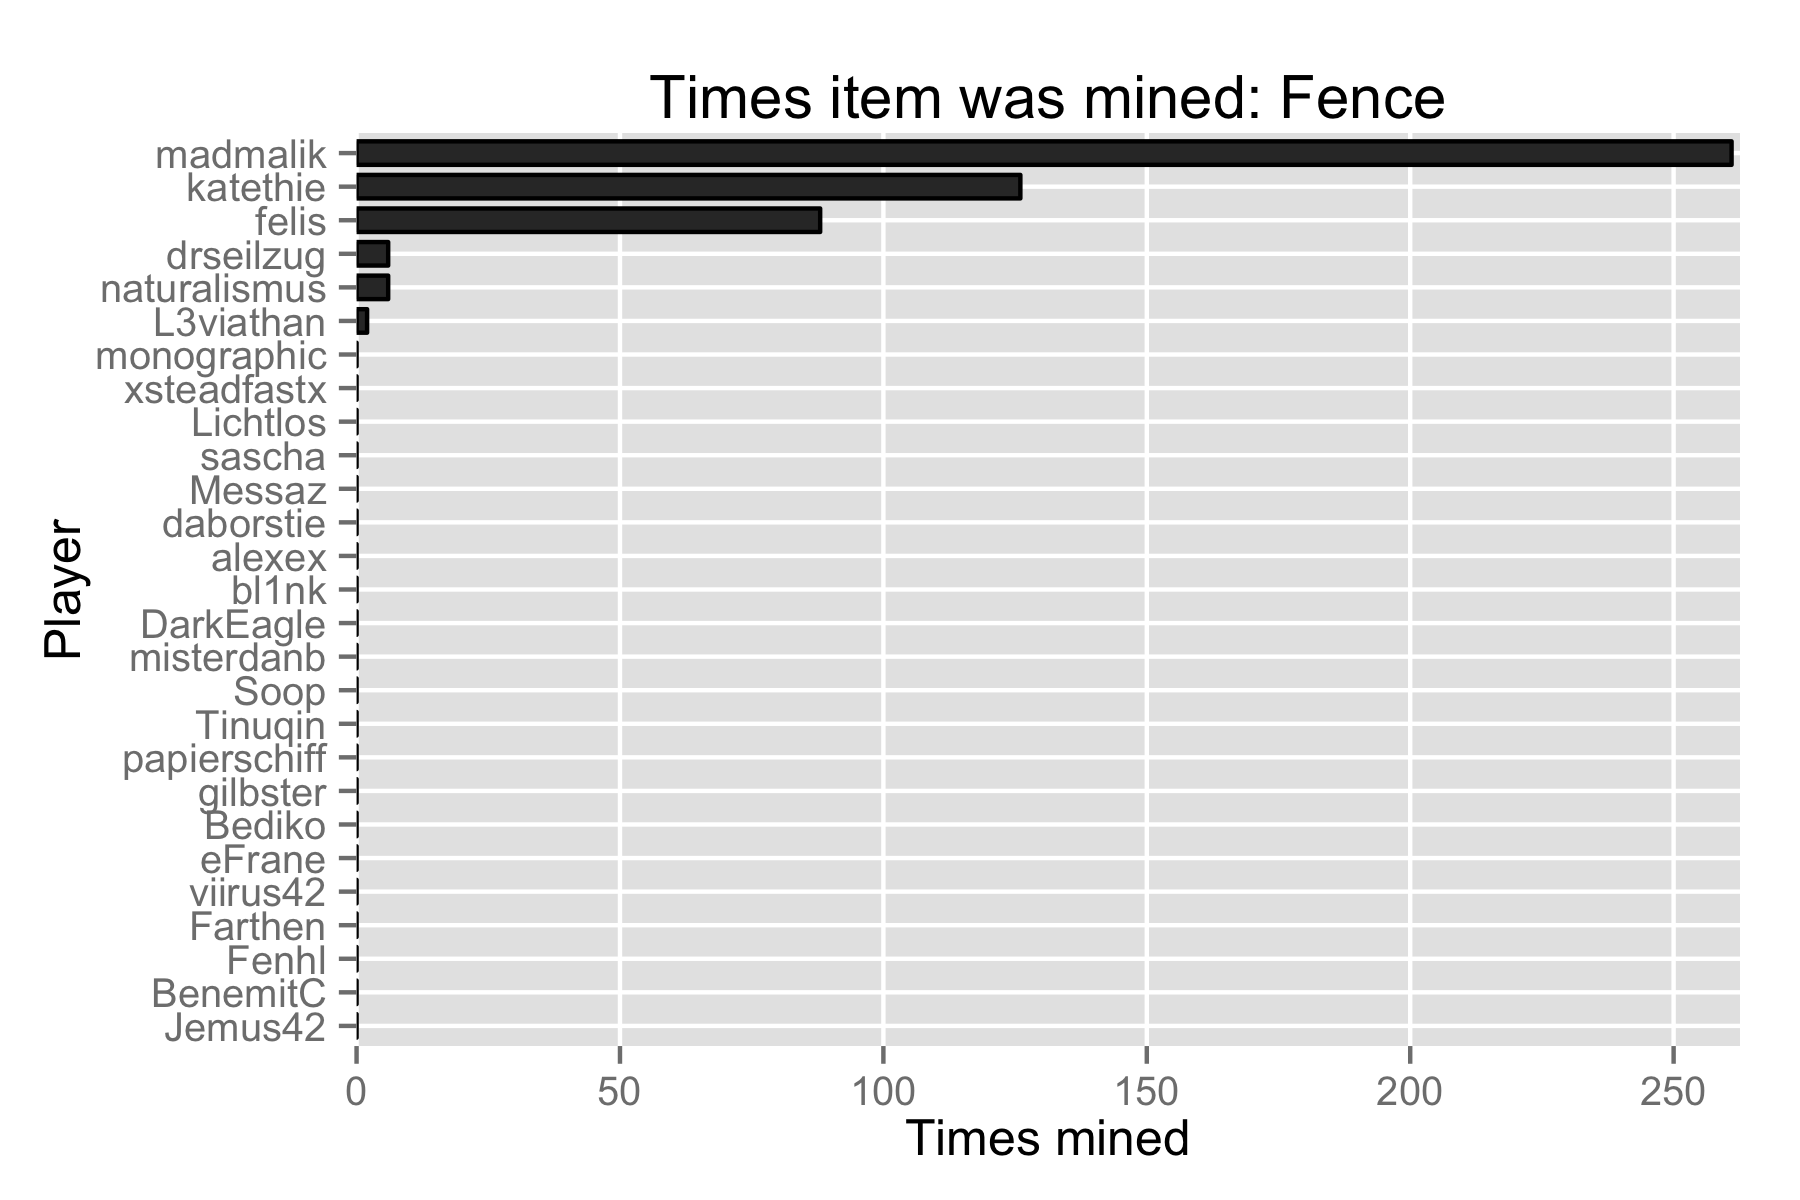 Times item was mined: Fence
madmalik
katethie
felis
drseilzug
naturalismus
L3viathan
monographic
xsteadfastx
Lichtlos
sascha
Messaz
daborstie
alexex
bl1nk
DarkEagle
misterdanb
Soop
Tinuqin
papierschiff
gilbster
Bediko
eFrane
viirus42
Farthen
Fenhl
BenemitC
Jemus42
Player
0 50 100 150 200 250
Times mined